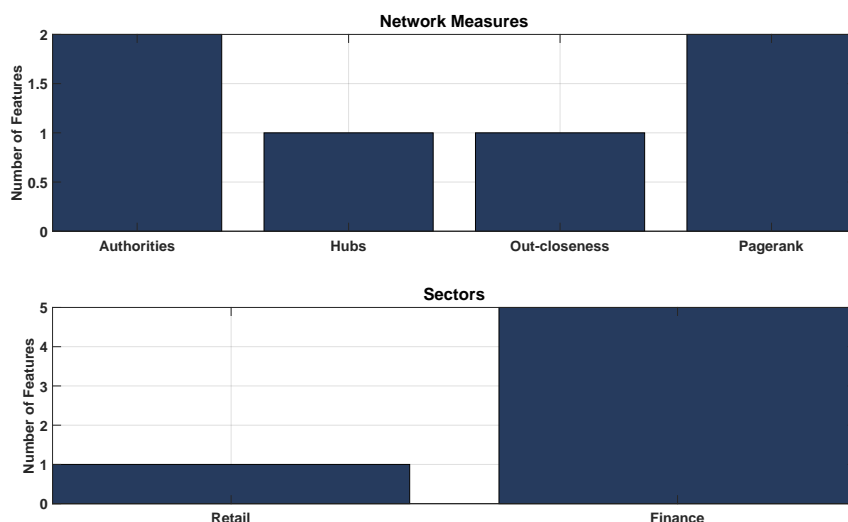 Network Measures
Number of Features
2
1.5
1
0.5
0
Authorities Hubs Out-closeness Pagerank
Sectors
Number of Features
5
4
3
2
1
0
Retail Finance